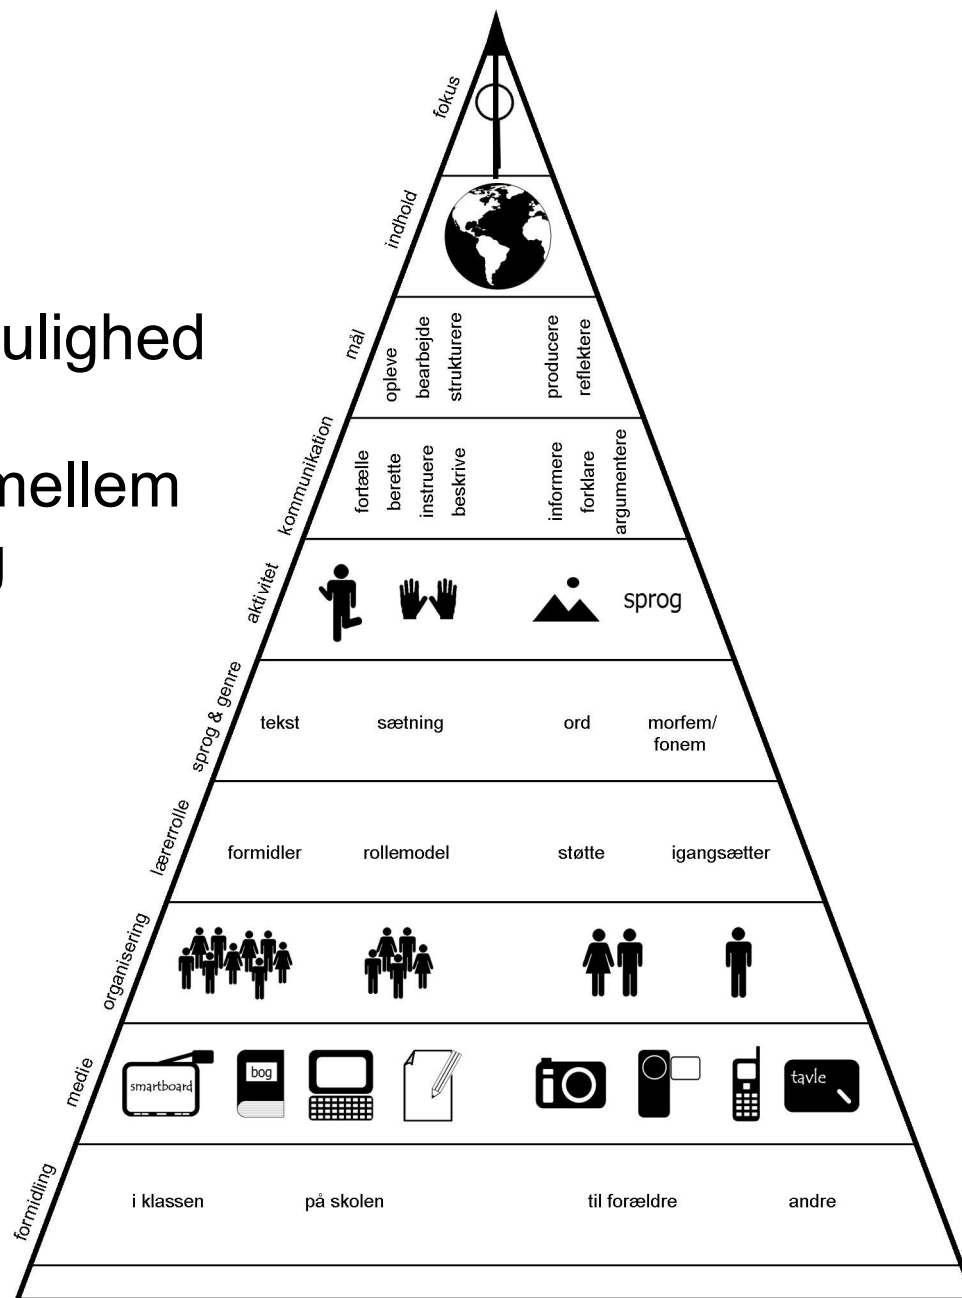 ulighed
mellem
g
fokus
indhold
mål
opleve
bearbejde
strukturere
producere
reflektere
kommunikation
fortælle
berette
instruere
beskrive
informere
forklare
argumentere
aktivitet
sprog
sprog & genre
tekst
sætning
ord
morfem/
fonem
lærerrolle
formidler
rollemodel
støtte
igangsætter
organisering
medie
smartboard
bog
tavle
formidling
i klassen
på skolen
til forældre
andre